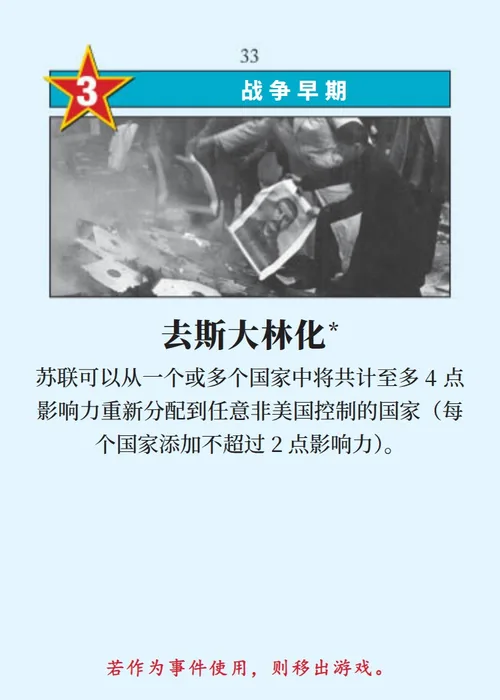 33
3
战争早期
去斯大林化*
苏联可以从一个或多个国家中将共计至多 4 点
影响力重新分配到任意非美国控制的国家（每
个国家添加不超过 2 点影响力）。
若作为事件使用，则移出游戏。